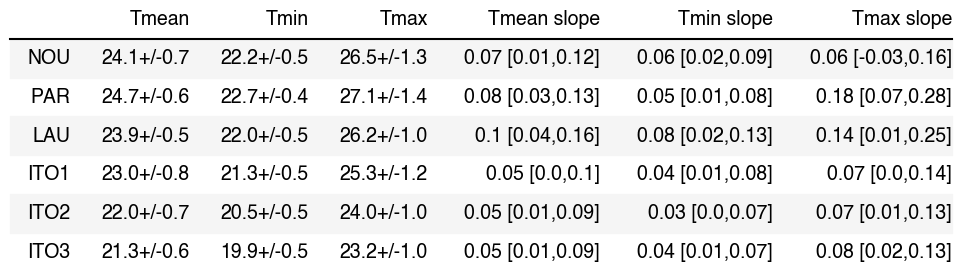 Tmean Tmin Tmax Tmean slope Tmin slope Tmax slope
NOU 24.1+/-0.7 22.2+/-0.5 26.5+/-1.3 0.07 [0.01,0.12] 0.06 [0.02,0.09] 0.06 [-0.03,0.16]
PAR 24.7+/-0.6 22.7+/-0.4 27.1+/-1.4 0.08 [0.03,0.13] 0.05 [0.01,0.08] 0.18 [0.07,0.28]
LAU 23.9+/-0.5 22.0+/-0.5 26.2+/-1.0 0.1 [0.04,0.16] 0.08 [0.02,0.13] 0.14 [0.01,0.25]
ITO1 23.0+/-0.8 21.3+/-0.5 25.3+/-1.2 0.05 [0.0,0.1] 0.04 [0.01,0.08] 0.07 [0.0,0.14]
ITO2 22.0+/-0.7 20.5+/-0.5 24.0+/-1.0 0.05 [0.01,0.09] 0.03 [0.0,0.07] 0.07 [0.01,0.13]
ITO3 21.3+/-0.6 19.9+/-0.5 23.2+/-1.0 0.05 [0.01,0.09] 0.04 [0.01,0.07] 0.08 [0.02,0.13]